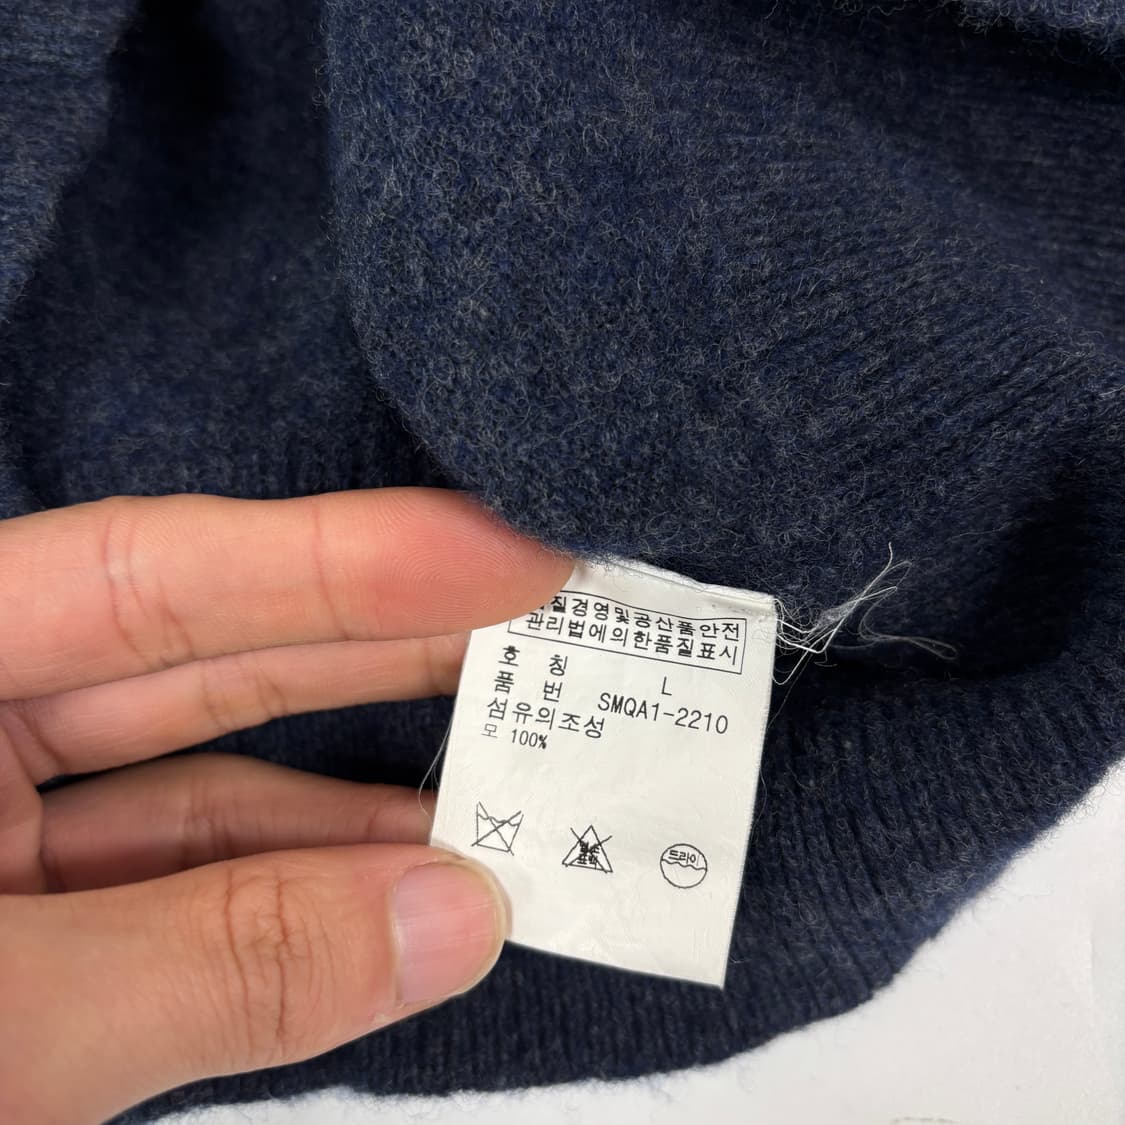 질경영및공산품안전
관리법에의한품질표시
호 칭 L
품 번 SMQA1-2210
섬유의조성
모 100%
드라이